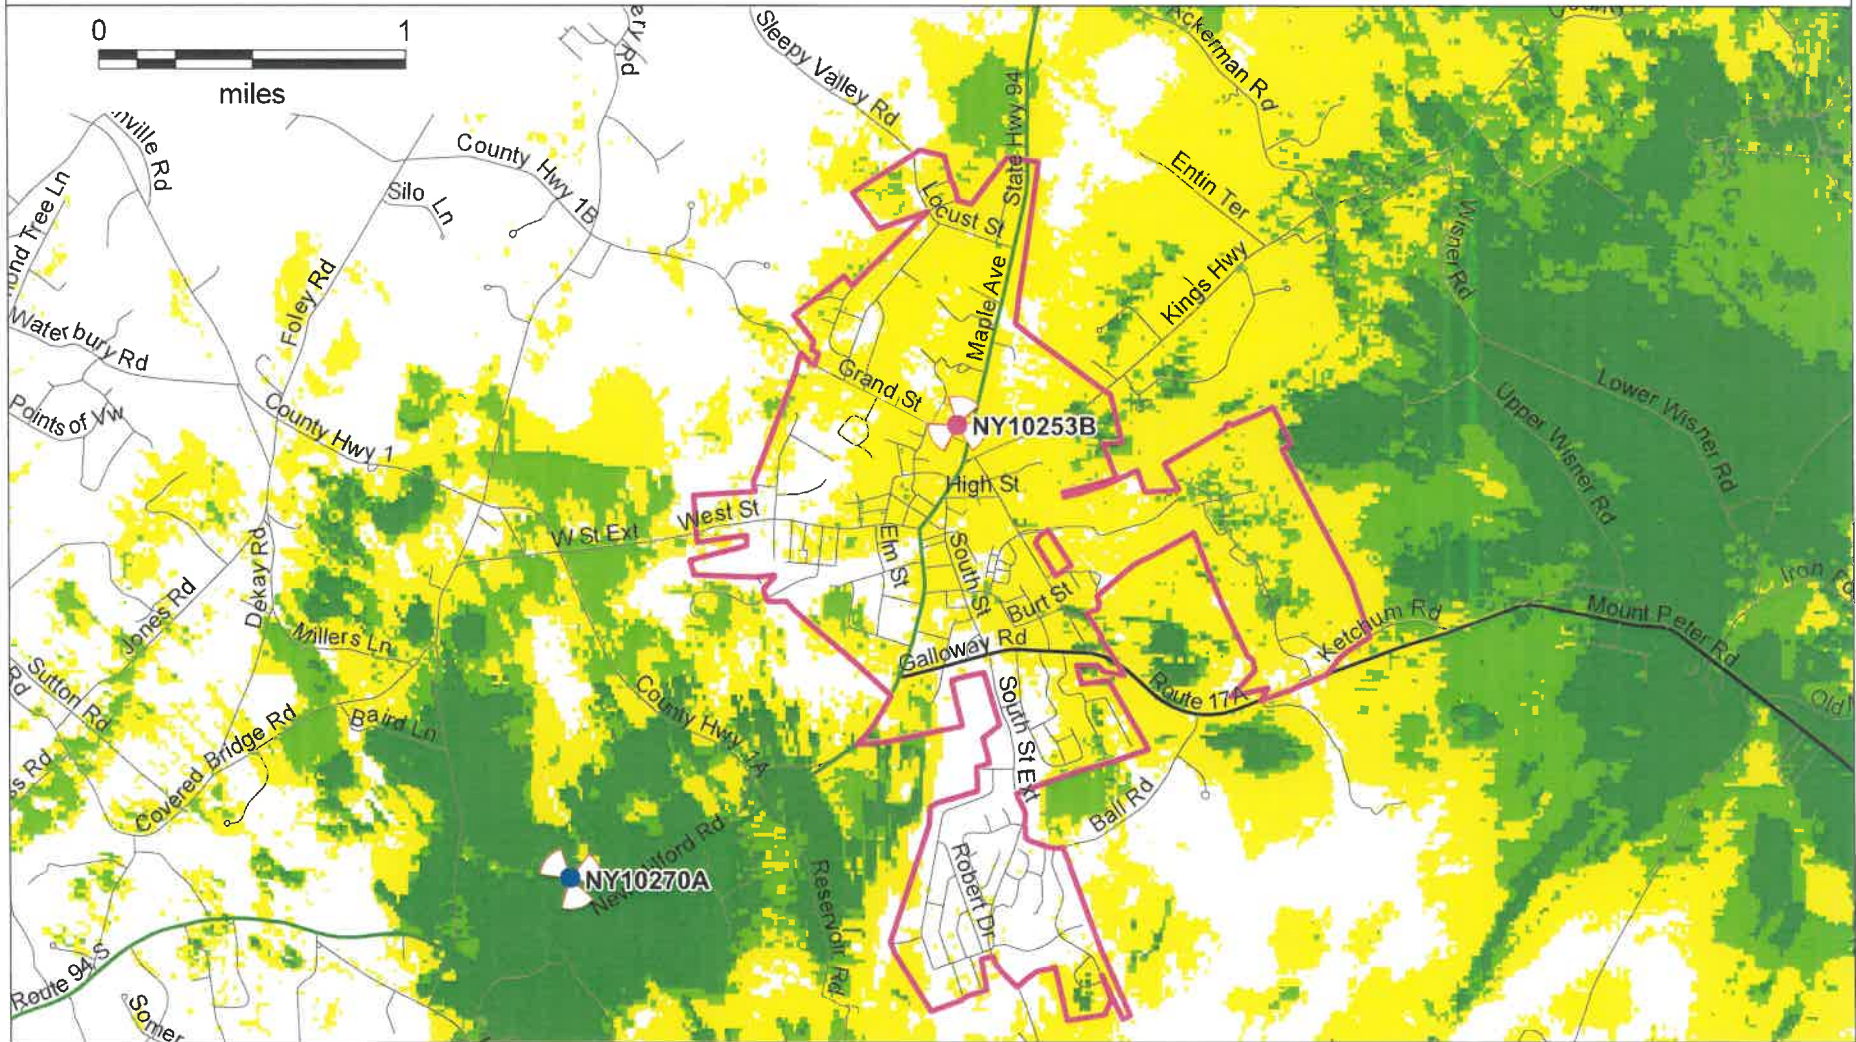 0
1
miles
Sleepy Valley Rd
Ackerman Rd
State Hwy 94
County Hwy 1B
Silo Ln
Entin Ter
Locust St
Foley Rd
Kings Hwy
Wisner Rd
Maple Ave
Waterbury Rd
Grand St
Points of Vw
Lower Wisner Rd
Upper Wisner Rd
County Hwy 1
NY10253B
High St
West St
W St Ext
Elm St
South St
Dekay Rd
Jones Rd
Burt St
Iron
Ketchum Rd
Mount Peter Rd
Millers Ln
Galloway Rd
Sutton Rd
Rd
County Hwy 1A
Route 17A
Old
Baird Ln
South St Ext
Covered Bridge Rd
Ball Rd
NY10270A
Robert Dr
Reservoir Rd
Route 94 S
Somer